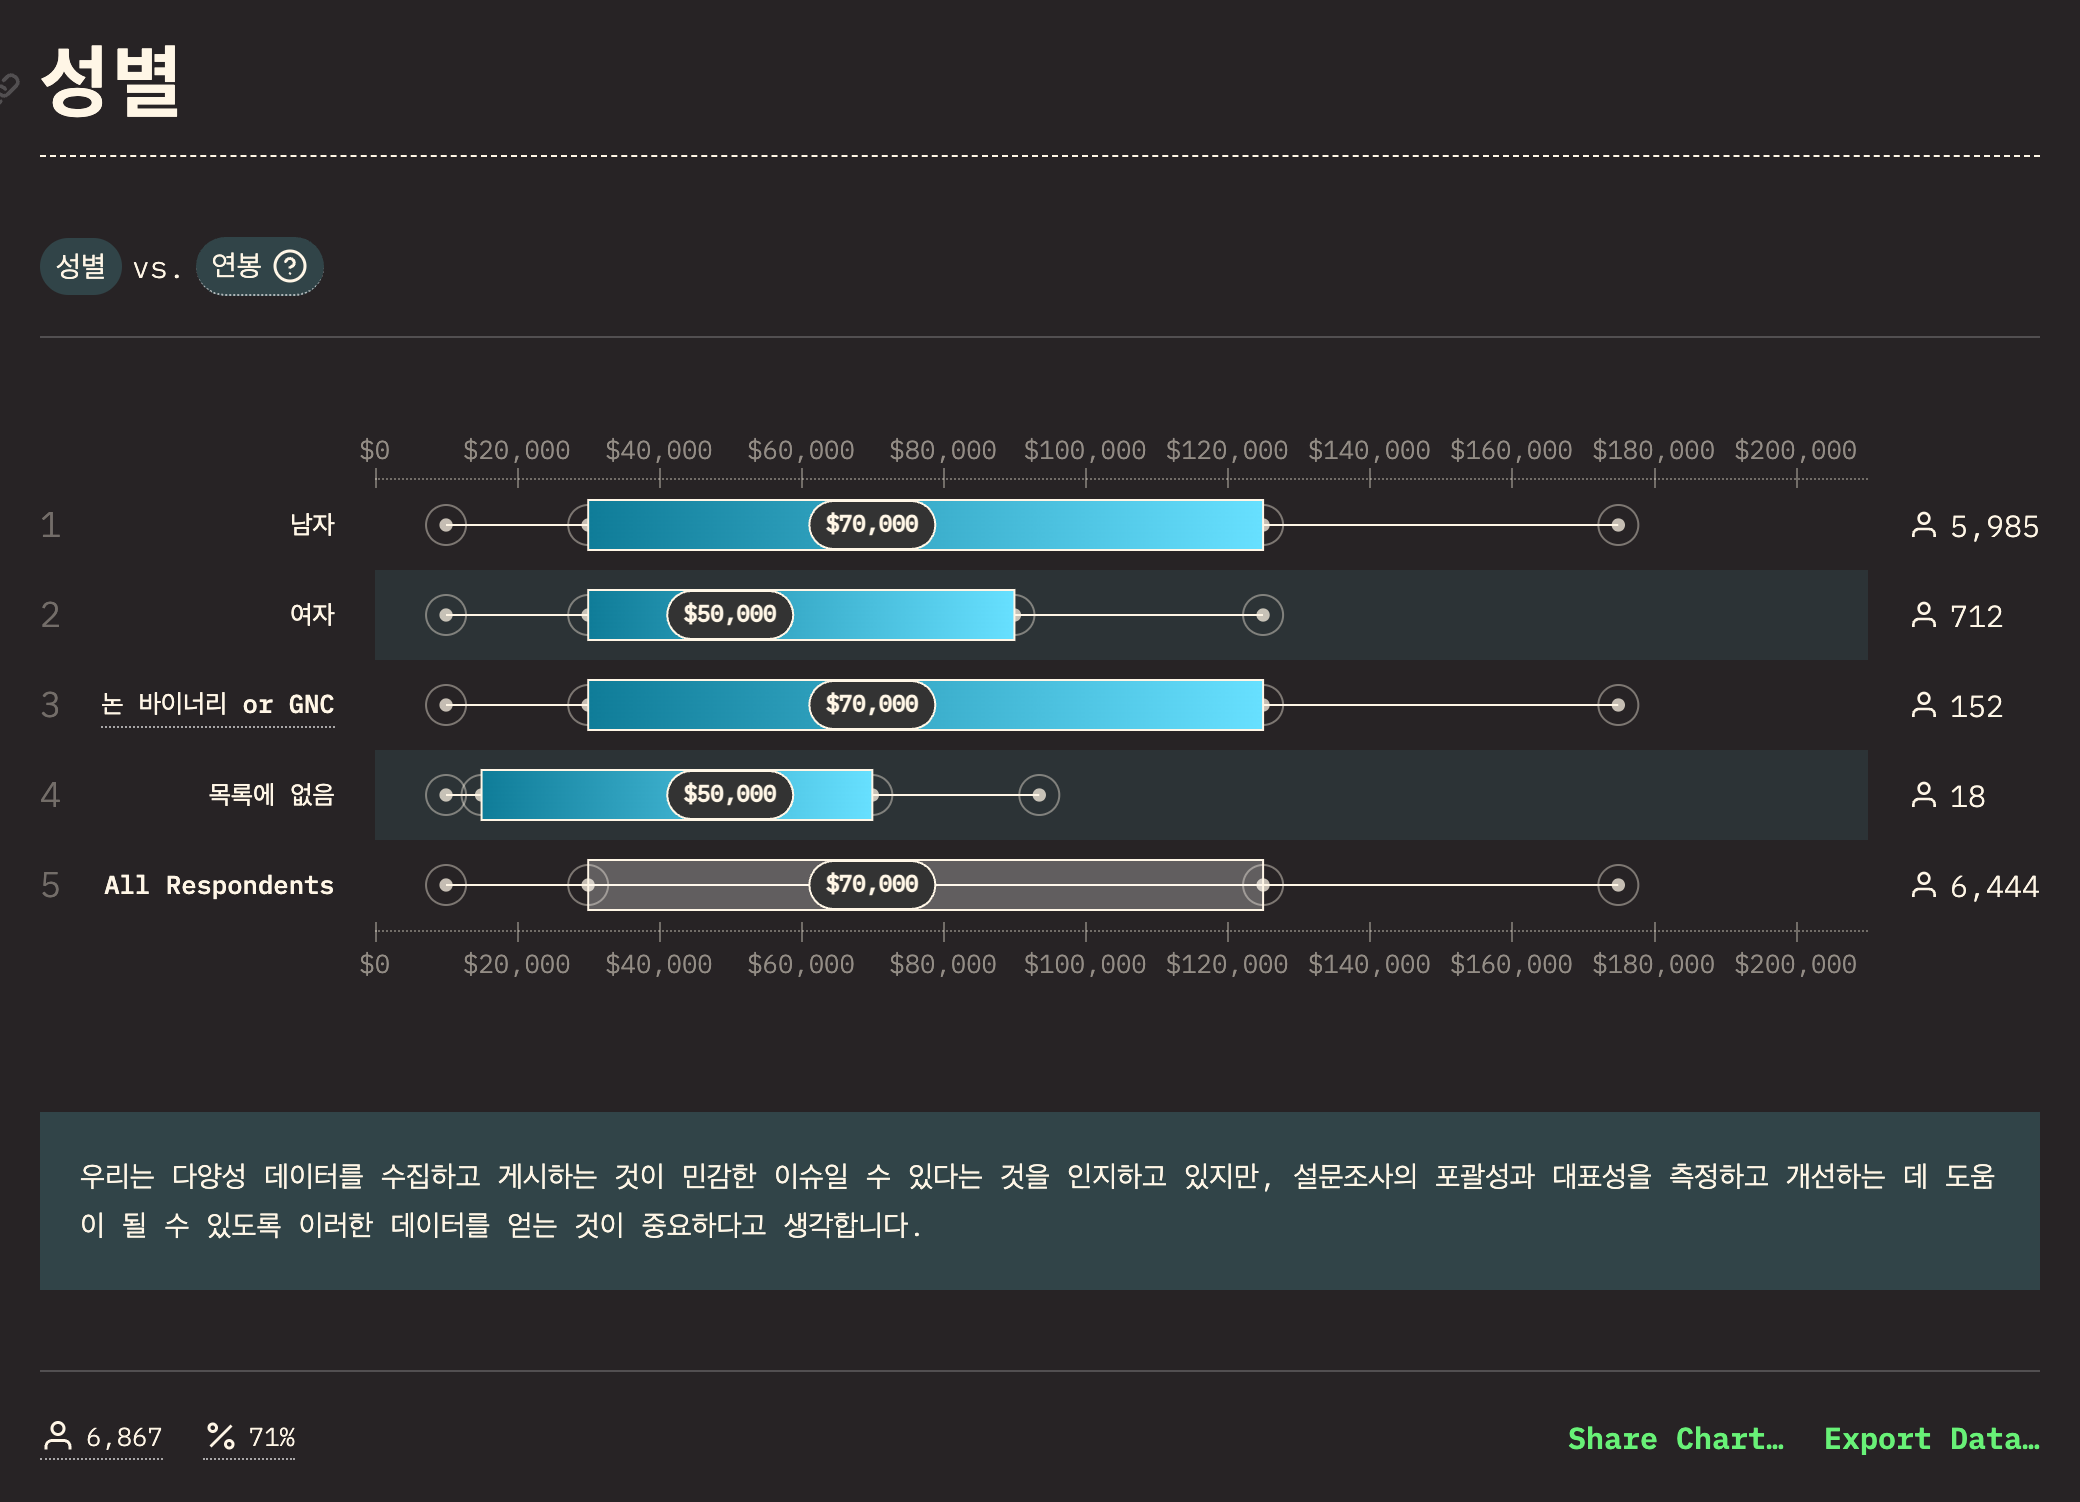 성별
성별 vs. 연봉
$0 $20,000 $40,000 $60,000 $80,000 $100,000 $120,000 $140,000 $160,000 $180,000 $200,000
1 남자 $70,000 5,985
2 여자 $50,000 712
3 논 바이너리 or GNC $70,000 152
4 목록에 없음 $50,000 18
5 All Respondents $70,000 6,444
$0 $20,000 $40,000 $60,000 $80,000 $100,000 $120,000 $140,000 $160,000 $180,000 $200,000
우리는 다양성 데이터를 수집하고 게시하는 것이 민감한 이슈일 수 있다는 것을 인지하고 있지만, 설문조사의 포괄성과 대표성을 측정하고 개선하는 데 도움
이 될 수 있도록 이러한 데이터를 얻는 것이 중요하다고 생각합니다.
6,867 71% Share Chart… Export Data…